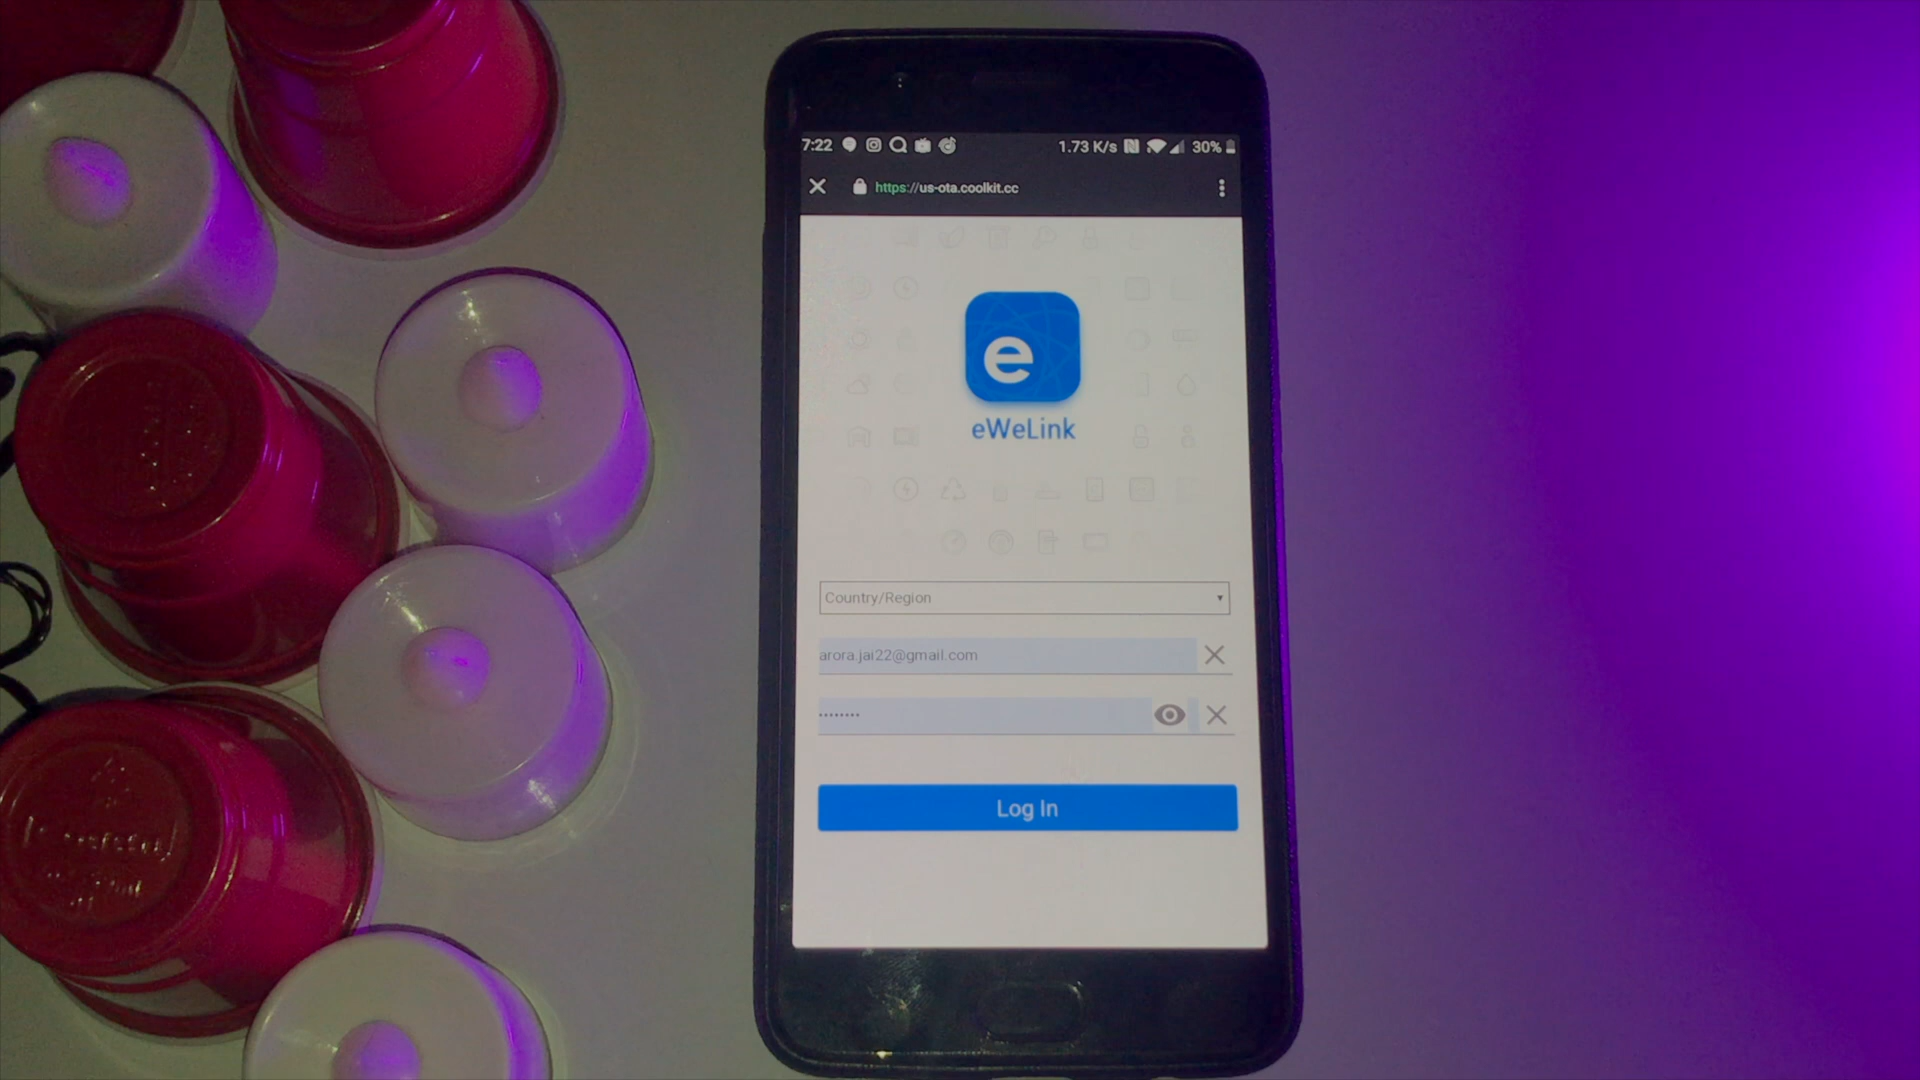 7:22 1.73 K/s 30%
https://us-ota.coolkit.cc
e
eWeLink
Country/Region
arora.jai22@gmail.com
••••••••
Log In